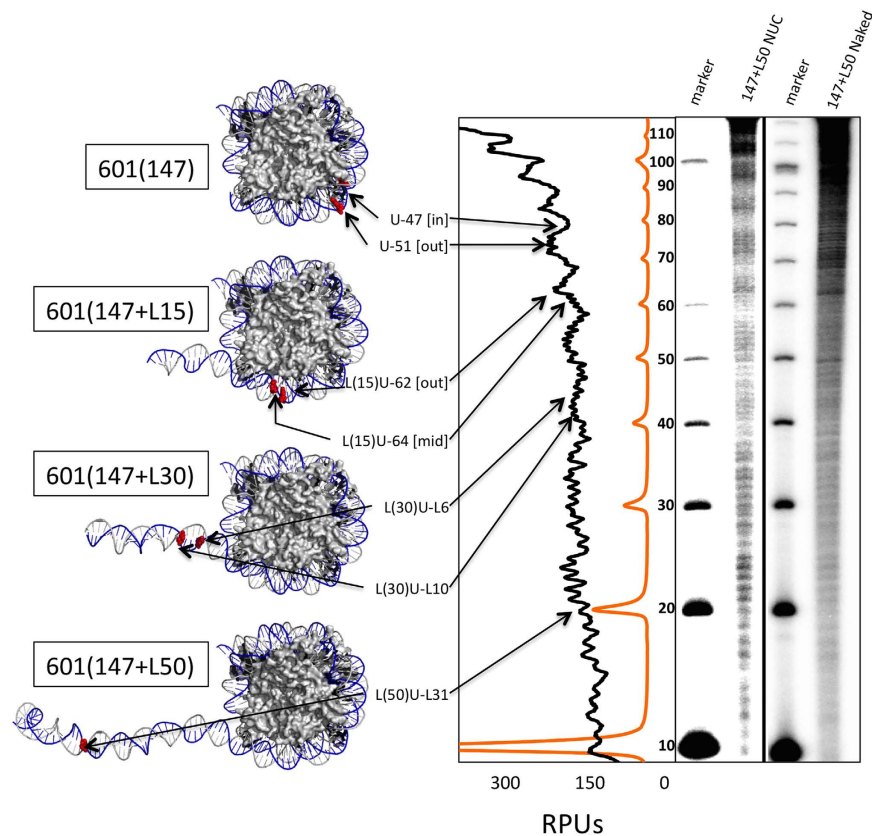 marker
147+L50 NUC
marker
147+L50 Naked
601(147)
U-47 [in]
U-51 [out]
601(147+L15)
L(15)U-62 [out]
L(15)U-64 [mid]
601(147+L30)
L(30)U-L6
L(30)U-L10
601(147+L50)
L(50)U-L31
110
100
90
80
70
60
50
40
30
20
10
300 150 0
RPUs